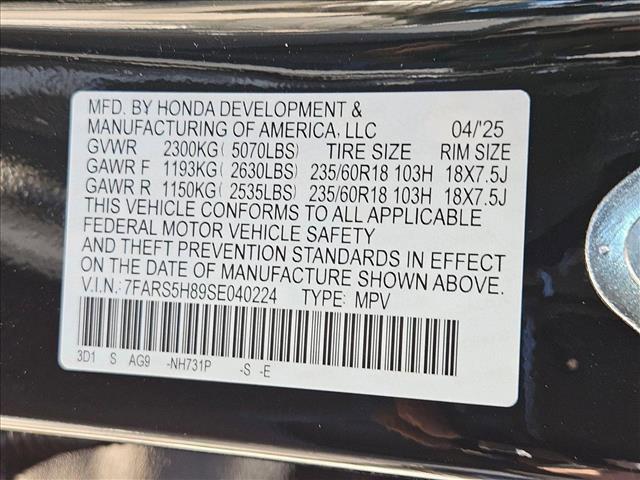 MFD. BY HONDA DEVELOPMENT &
MANUFACTURING OF AMERICA, LLC 04/'25
GVWR 2300KG (5070LBS) TIRE SIZE RIM SIZE
GAWR F 1193KG (2630LBS) 235/60R18 103H 18X7.5J
GAWR R 1150KG (2535LBS) 235/60R18 103H 18X7.5J
THIS VEHICLE CONFORMS TO ALL APPLICABLE
FEDERAL MOTOR VEHICLE SAFETY
AND THEFT PREVENTION STANDARDS IN EFFECT
ON THE DATE OF MANUFACTURE SHOWN ABOVE.
V.I.N.: 7FARS5H89SE040224 TYPE: MPV
3D1 S AG9 -NH731P -S -E